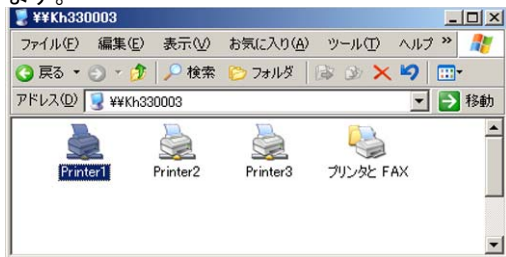 ます。
¥¥Kh330003
ファイル(F) 編集(E) 表示(V) お気に入り(A) ツール(T) ヘルプ »
戻る 検索 フォルダ
アドレス(D) ¥¥Kh330003 移動
Printer1 Printer2 Printer3 プリンタと FAX